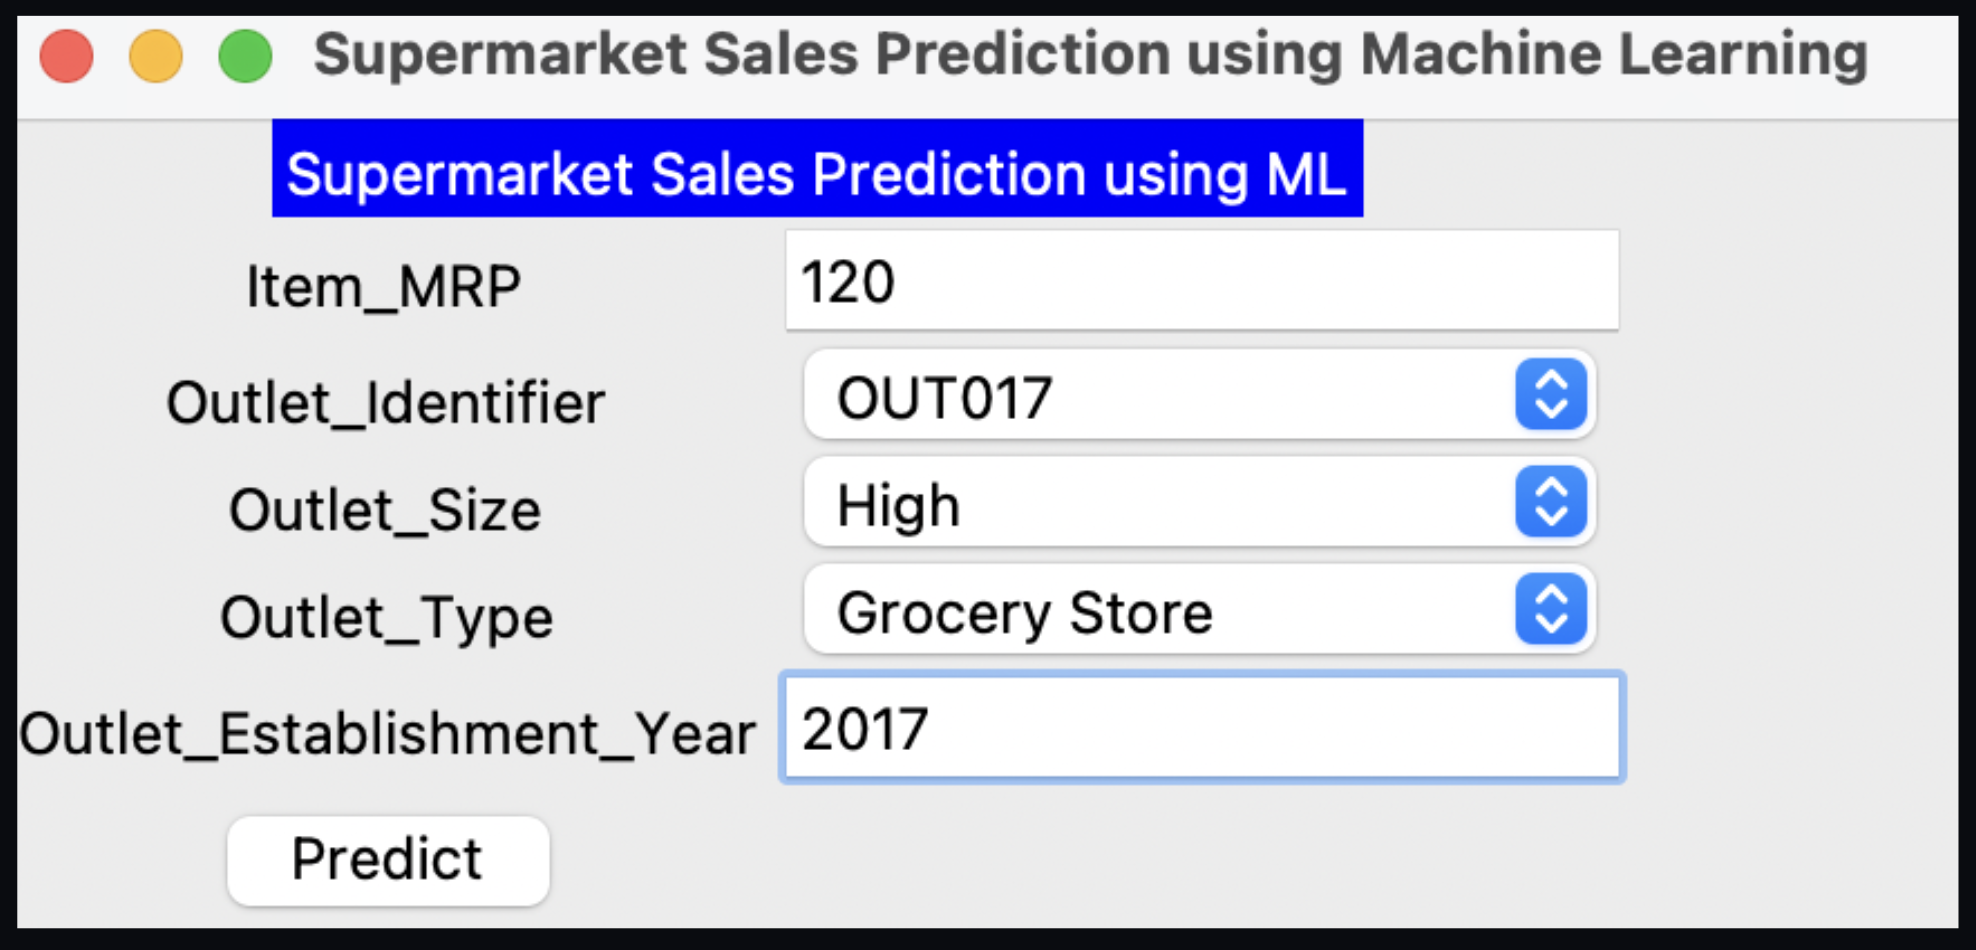 Supermarket Sales Prediction using Machine Learning
Supermarket Sales Prediction using ML
Item_MRP 120
Outlet_Identifier OUT017
Outlet_Size High
Outlet_Type Grocery Store
Outlet_Establishment_Year 2017
Predict